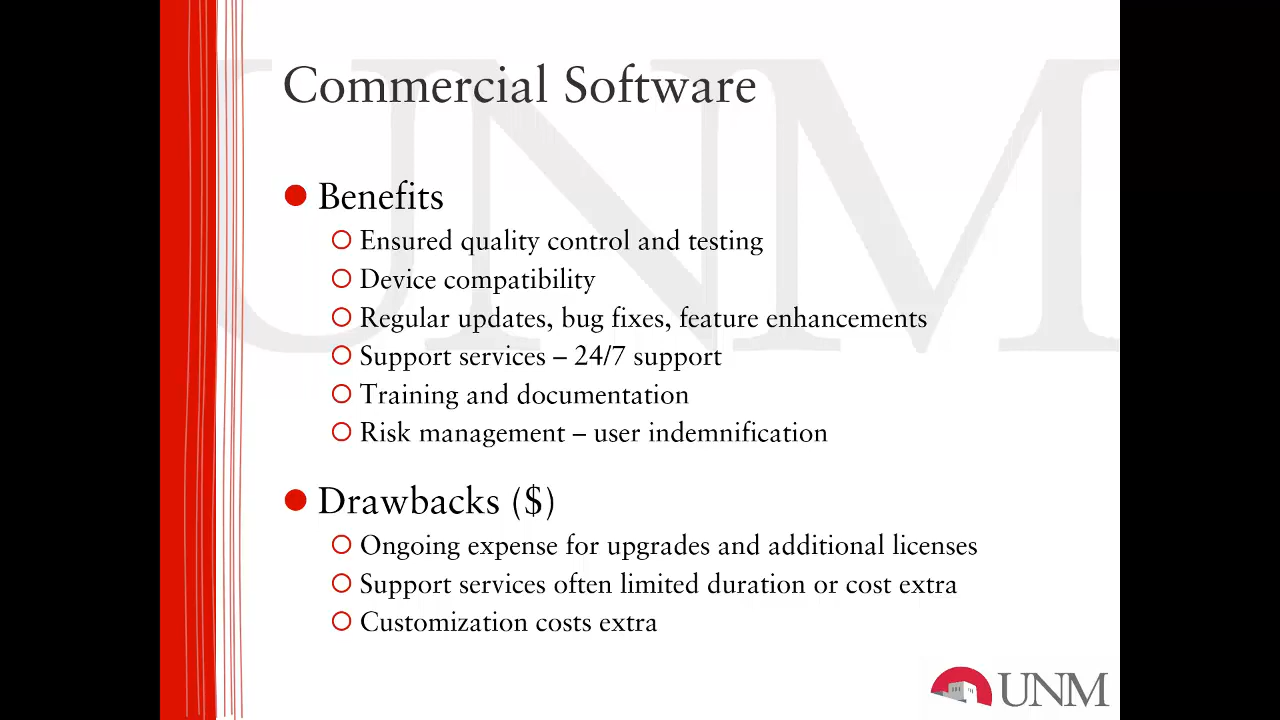 Commercial Software
Benefits
Ensured quality control and testing
Device compatibility
Regular updates, bug fixes, feature enhancements
Support services – 24/7 support
Training and documentation
Risk management – user indemnification
Drawbacks ($)
Ongoing expense for upgrades and additional licenses
Support services often limited duration or cost extra
Customization costs extra
UNM
UNM